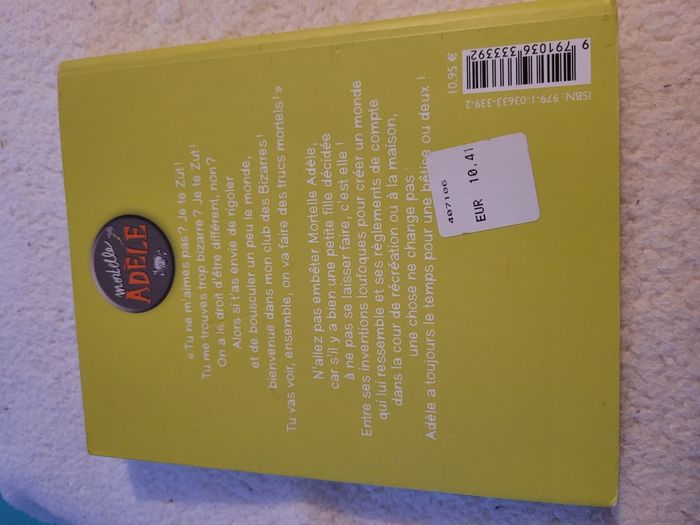 mortelle
ADÈLE
« Tu ne m'aimes pas ? Je te Zut !
Tu me trouves trop bizarre ? Je te Zut !
On a le droit d'être différent, non ?
Alors si t'as envie de rigoler
et de bousculer un peu le monde,
bienvenue dans mon club des Bizarres !
Tu vas voir, ensemble, on va faire des trucs mortels ! »
N'allez pas embêter Mortelle Adèle,
car s'il y a bien une petite fille décidée
à ne pas se laisser faire, c'est elle !
Entre ses inventions loufoques pour créer un monde
qui lui ressemble et ses règlements de compte
dans la cour de récréation ou à la maison,
une chose ne change pas :
Adèle a toujours le temps pour une bêtise ou deux !
407106
EUR 10.41
10,95 €
9 791036 333392
ISBN : 979-1-03633-339-2